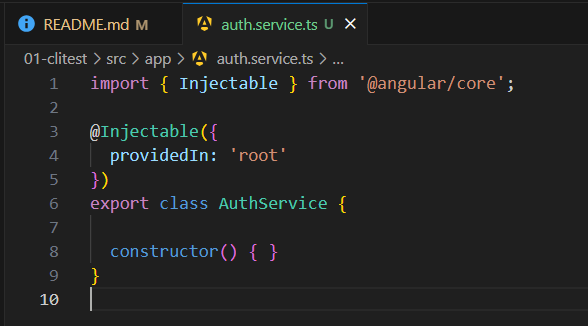 README.md M
auth.service.ts U
01-clitest > src > app > auth.service.ts > ...
1 import { Injectable } from '@angular/core';
2
3 @Injectable({
4   providedIn: 'root'
5 })
6 export class AuthService {
7
8   constructor() { }
9 }
10